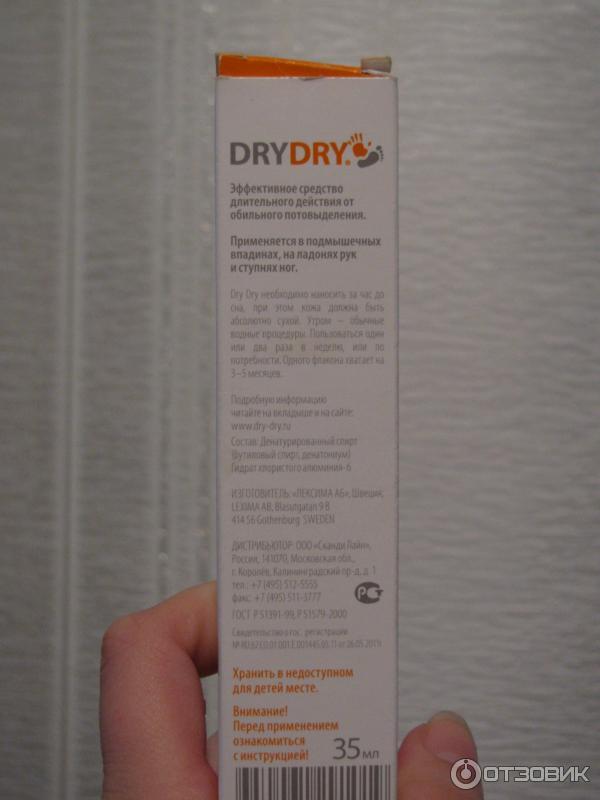 DRYDRY®
Эффективное средство
длительного действия от
обильного потовыделения.
Применяется в подмышечных
впадинах, на ладонях рук
и ступнях ног.
Dry Dry необходимо наносить за час до
сна, при этом кожа должна быть
абсолютно сухой. Утром – обычные
водные процедуры. Пользоваться один
или два раза в неделю, или по
потребности. Одного флакона хватает на
3–5 месяцев.
Подробную информацию
читайте на вкладыше и на сайте:
www.dry-dry.ru
Состав: Денатурированный спирт
(бутиловый спирт, денатониум)
Гидрат хлористого алюминия-6
ИЗГОТОВИТЕЛЬ: «ЛЕКСИМА АБ», Швеция,
LEXIMA AB, Blasutgatan 9 B
414 56 Gothenburg SWEDEN
ДИСТРИБЬЮТОР: ООО «Сканди Лайн»,
Россия, 141070, Московская обл.,
г. Королёв, Калининградский пр-д, д. 1
тел.: +7 (495) 512-5555
факс: +7 (495) 511-3777
ГОСТ Р 51391-99, Р 51579-2000
Свидетельство о гос. регистрации
Хранить в недоступном
для детей месте.
Внимание!
Перед применением
ознакомиться
с инструкцией!
35 мл
ОТЗОВИК